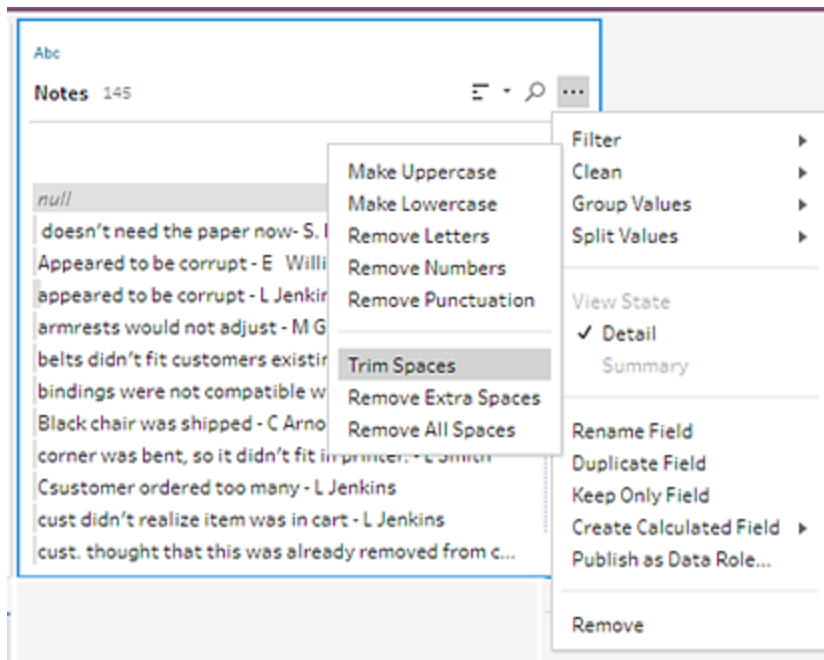 Abc
Notes 145
null
doesn't need the paper now- S.
Appeared to be corrupt - E Willi
appeared to be corrupt - L Jenkin
armrests would not adjust - M G
belts didn't fit customers existin
bindings were not compatible w
Black chair was shipped - C Arno
corner was bent, so it didn't fit in printer. - L Smith
Csustomer ordered too many - L Jenkins
cust didn't realize item was in cart - L Jenkins
cust. thought that this was already removed from c...
Make Uppercase
Make Lowercase
Remove Letters
Remove Numbers
Remove Punctuation
Trim Spaces
Remove Extra Spaces
Remove All Spaces
Filter
Clean
Group Values
Split Values
View State
✓ Detail
Summary
Rename Field
Duplicate Field
Keep Only Field
Create Calculated Field
Publish as Data Role...
Remove